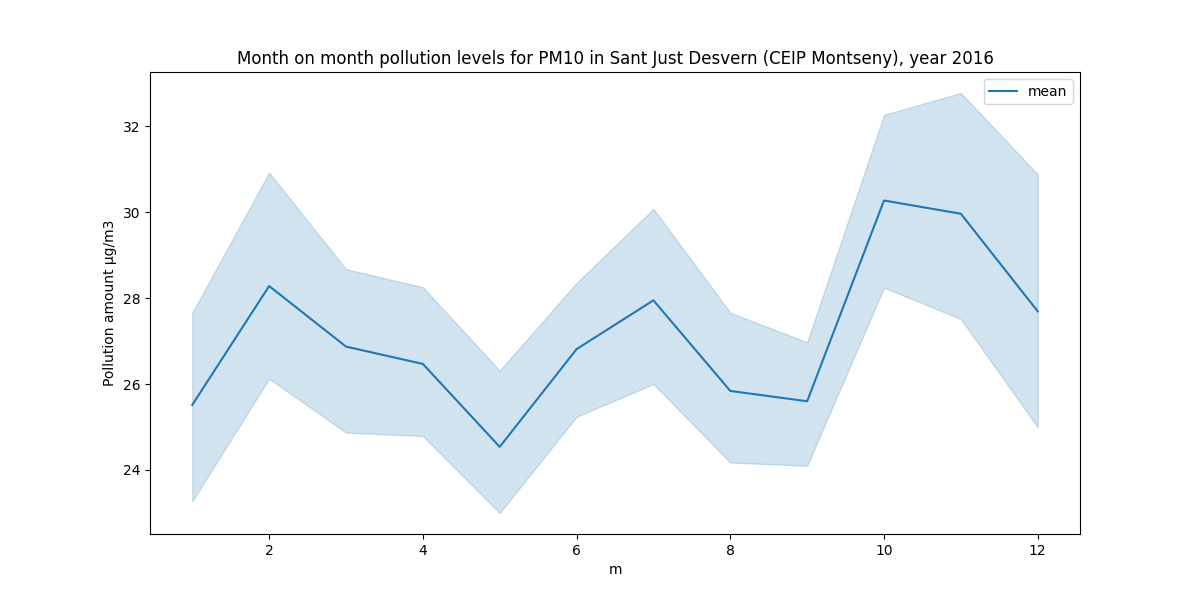 Month on month pollution levels for PM10 in Sant Just Desvern (CEIP Montseny), year 2016
mean
32
30
28
26
24
Pollution amount µg/m3
2 4 6 8 10 12
m